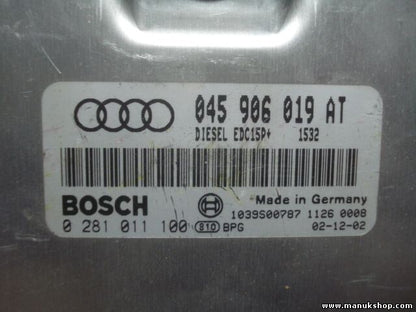 045 906 019 AT
DIESEL EDC15P+ 1532
BOSCH
Made in Germany
1039S00787 1126 0008
0 281 011 100 810 BPG 02-12-02
www.manukshop.com